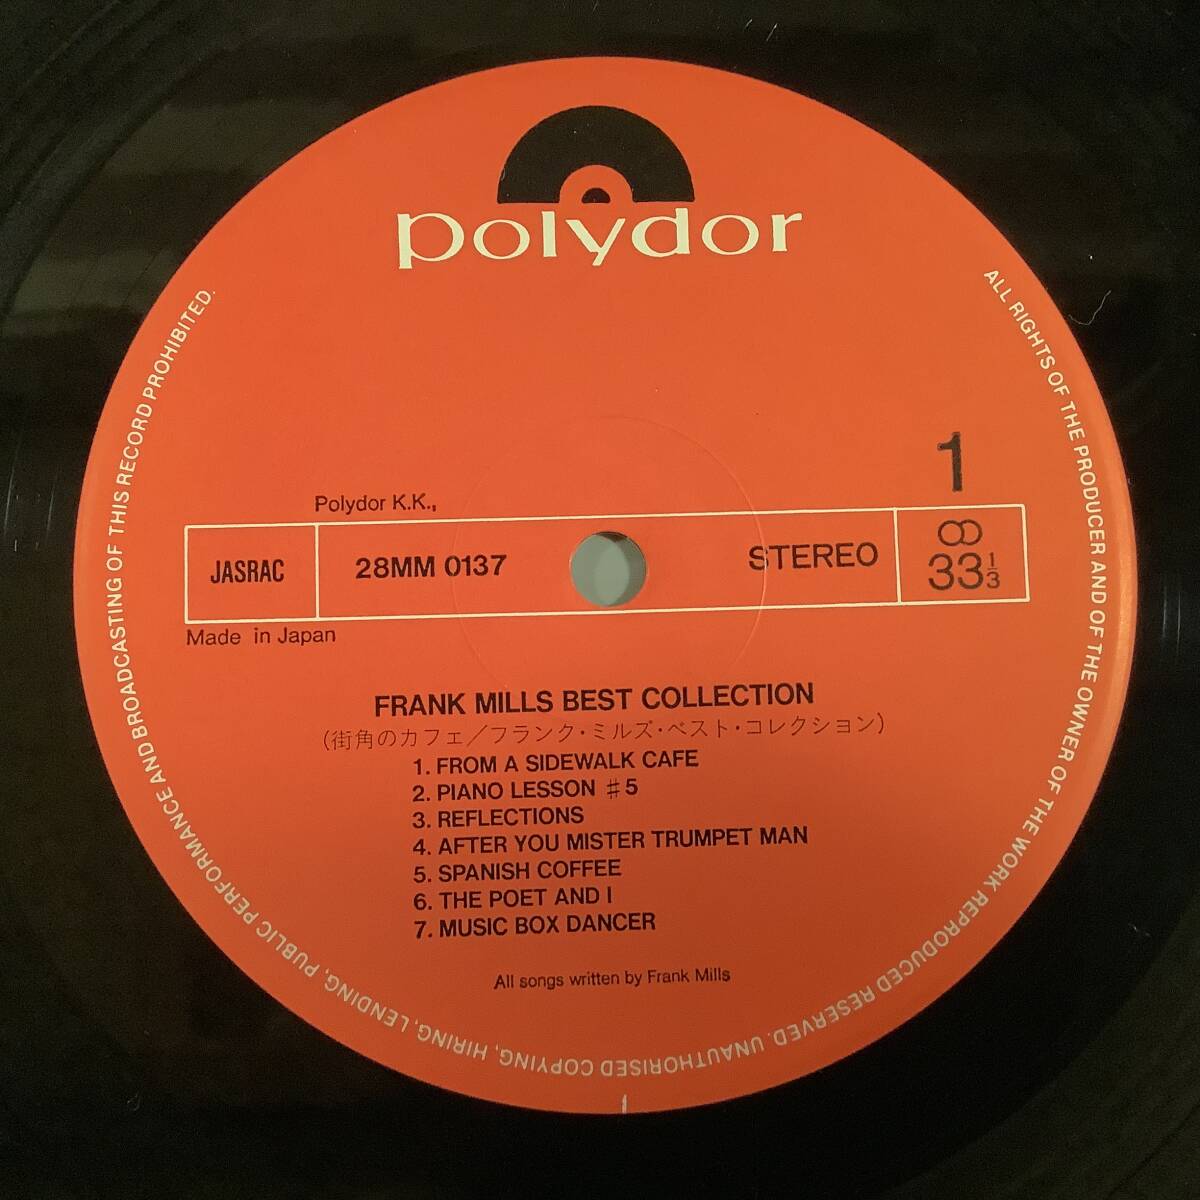 polydor
1
Polydor K.K.,
JASRAC
28MM 0137
STEREO
33 1/3
Made in Japan
FRANK MILLS BEST COLLECTION
(街角のカフェ／フランク・ミルズ・ベスト・コレクション)
1. FROM A SIDEWALK CAFE
2. PIANO LESSON ♯5
3. REFLECTIONS
4. AFTER YOU MISTER TRUMPET MAN
5. SPANISH COFFEE
6. THE POET AND I
7. MUSIC BOX DANCER
All songs written by Frank Mills
ALL RIGHTS OF THE PRODUCER AND OF THE OWNER OF THE WORK REPRODUCED RESERVED. UNAUTHORISED COPYING, HIRING, LENDING, PUBLIC PERFORMANCE AND BROADCASTING OF THIS RECORD PROHIBITED.